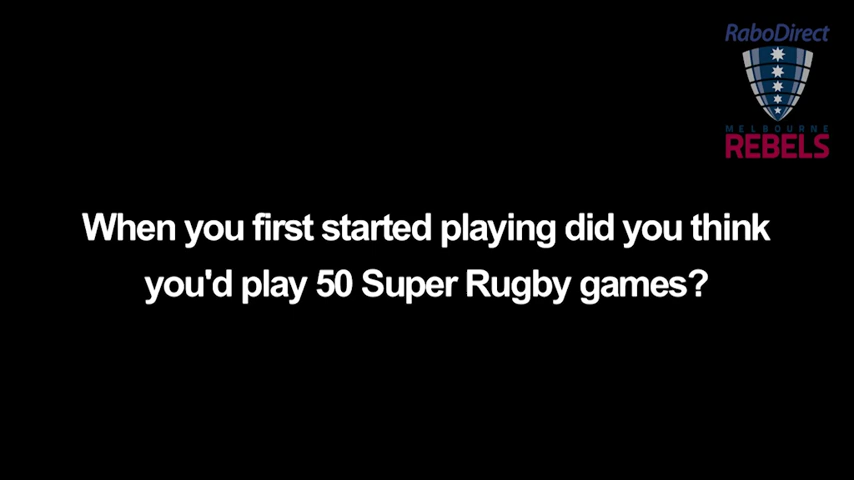 RaboDirect
MELBOURNE
REBELS
When you first started playing did you think
you'd play 50 Super Rugby games?